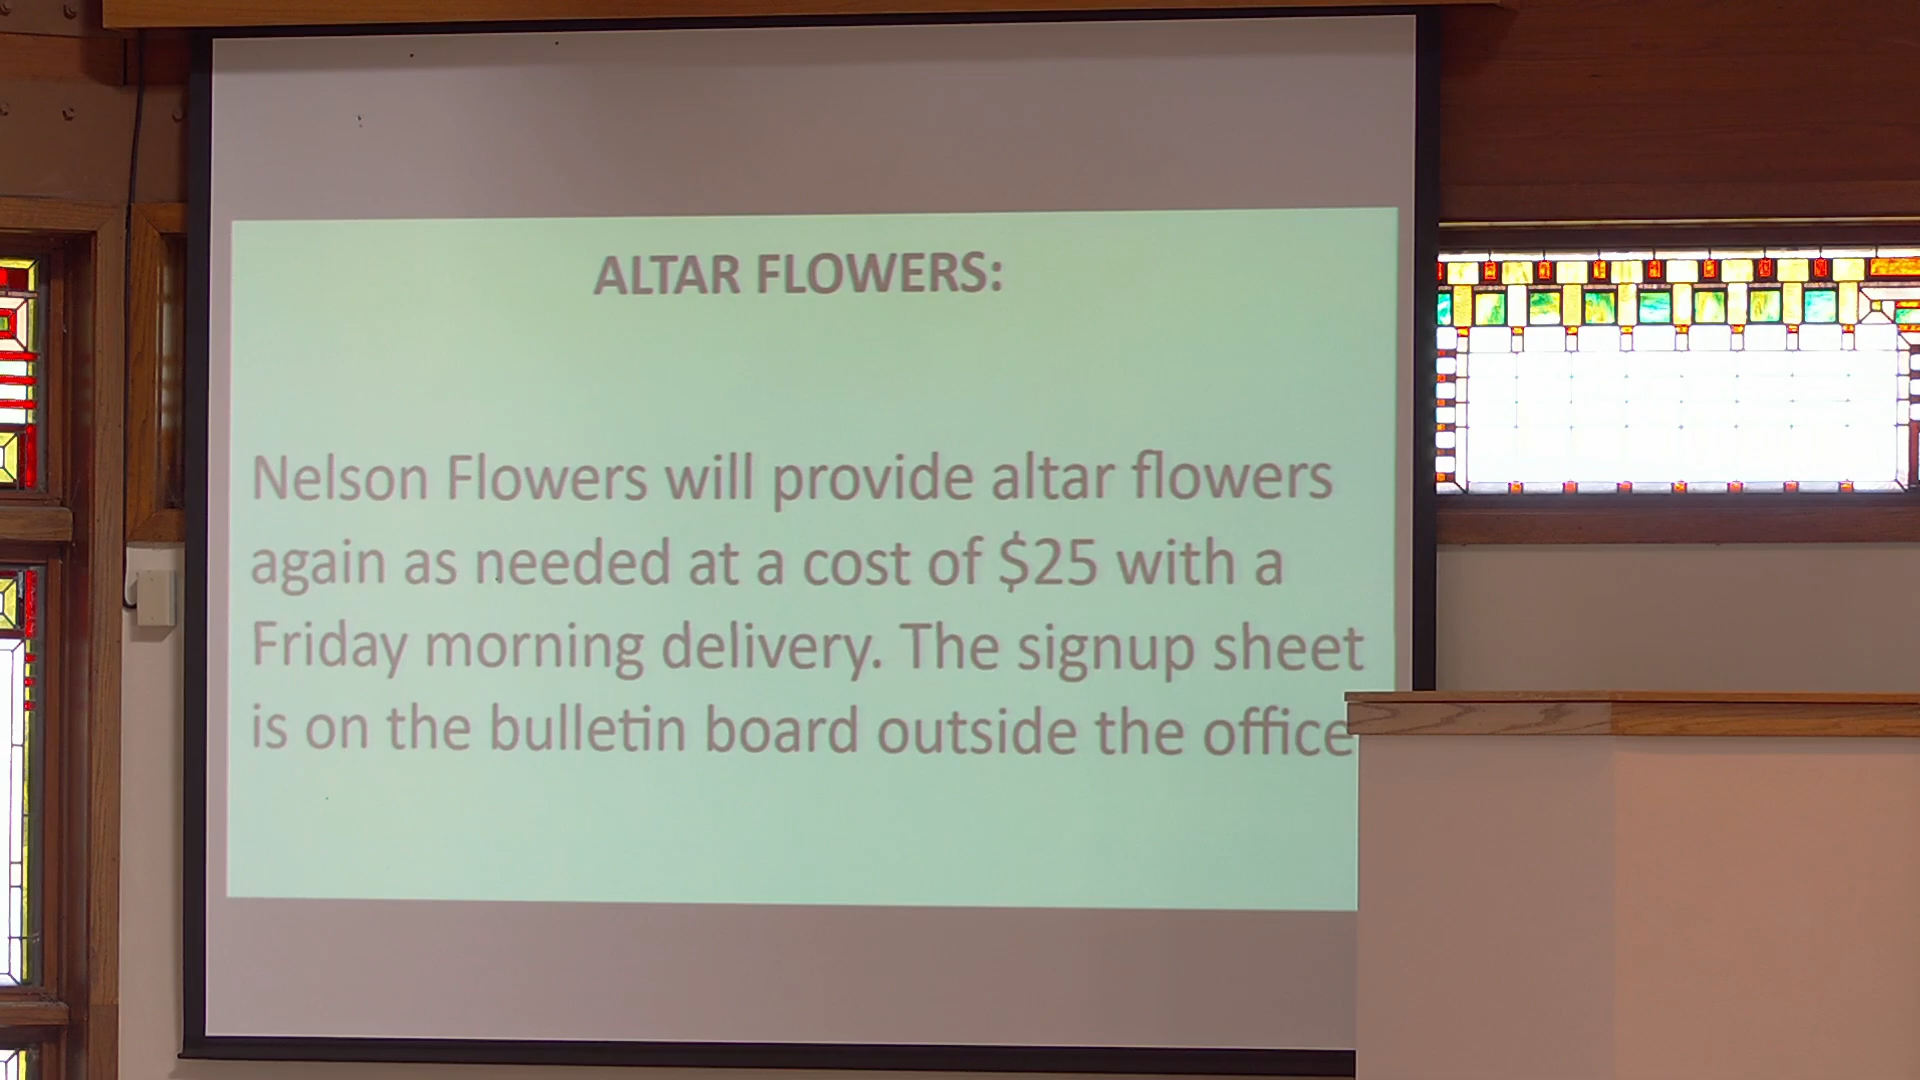 ALTAR FLOWERS:
Nelson Flowers will provide altar flowers
again as needed at a cost of $25 with a
Friday morning delivery. The signup sheet
is on the bulletin board outside the office